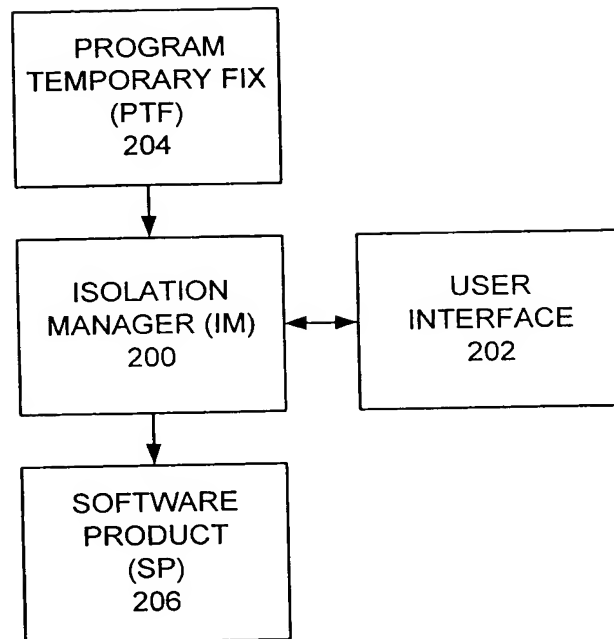 PROGRAM
TEMPORARY FIX
(PTF)
204
ISOLATION
MANAGER (IM)
200
USER
INTERFACE
202
SOFTWARE
PRODUCT
(SP)
206